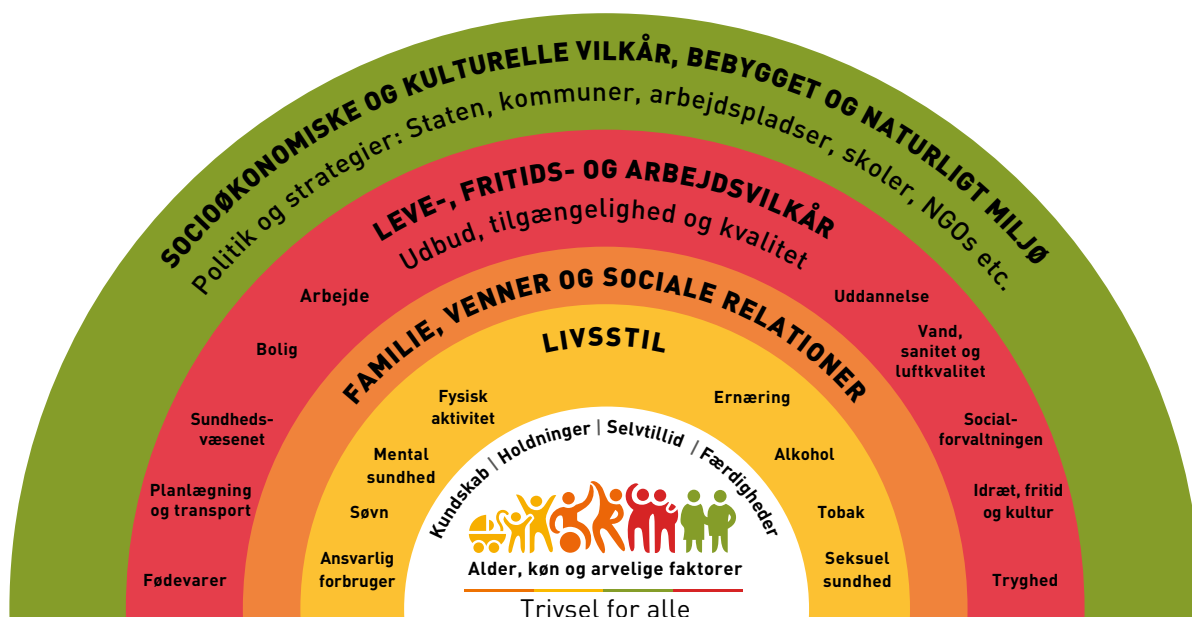 SOCIOØKONOMISKE OG KULTURELLE VILKÅR, BEBYGGET OG NATURLIGT MILJØ
Politik og strategier: Staten, kommuner, arbejdspladser, skoler, NGOs etc.
LEVE-, FRITIDS- OG ARBEJDSVILKÅR
Udbud, tilgængelighed og kvalitet
Arbejde
Bolig
Sundheds-
væsenet
Planlægning
og transport
Fødevarer
Uddannelse
Vand,
sanitet og
luftkvalitet
Social-
forvaltningen
Idræt, fritid
og kultur
Tryghed
FAMILIE, VENNER OG SOCIALE RELATIONER
LIVSSTIL
Fysisk
aktivitet
Mental
sundhed
Søvn
Ansvarlig
forbruger
Ernæring
Alkohol
Tobak
Seksuel
sundhed
Kundskab | Holdninger | Selvtillid / Færdigheder
Alder, køn og arvelige faktorer
Trivsel for alle